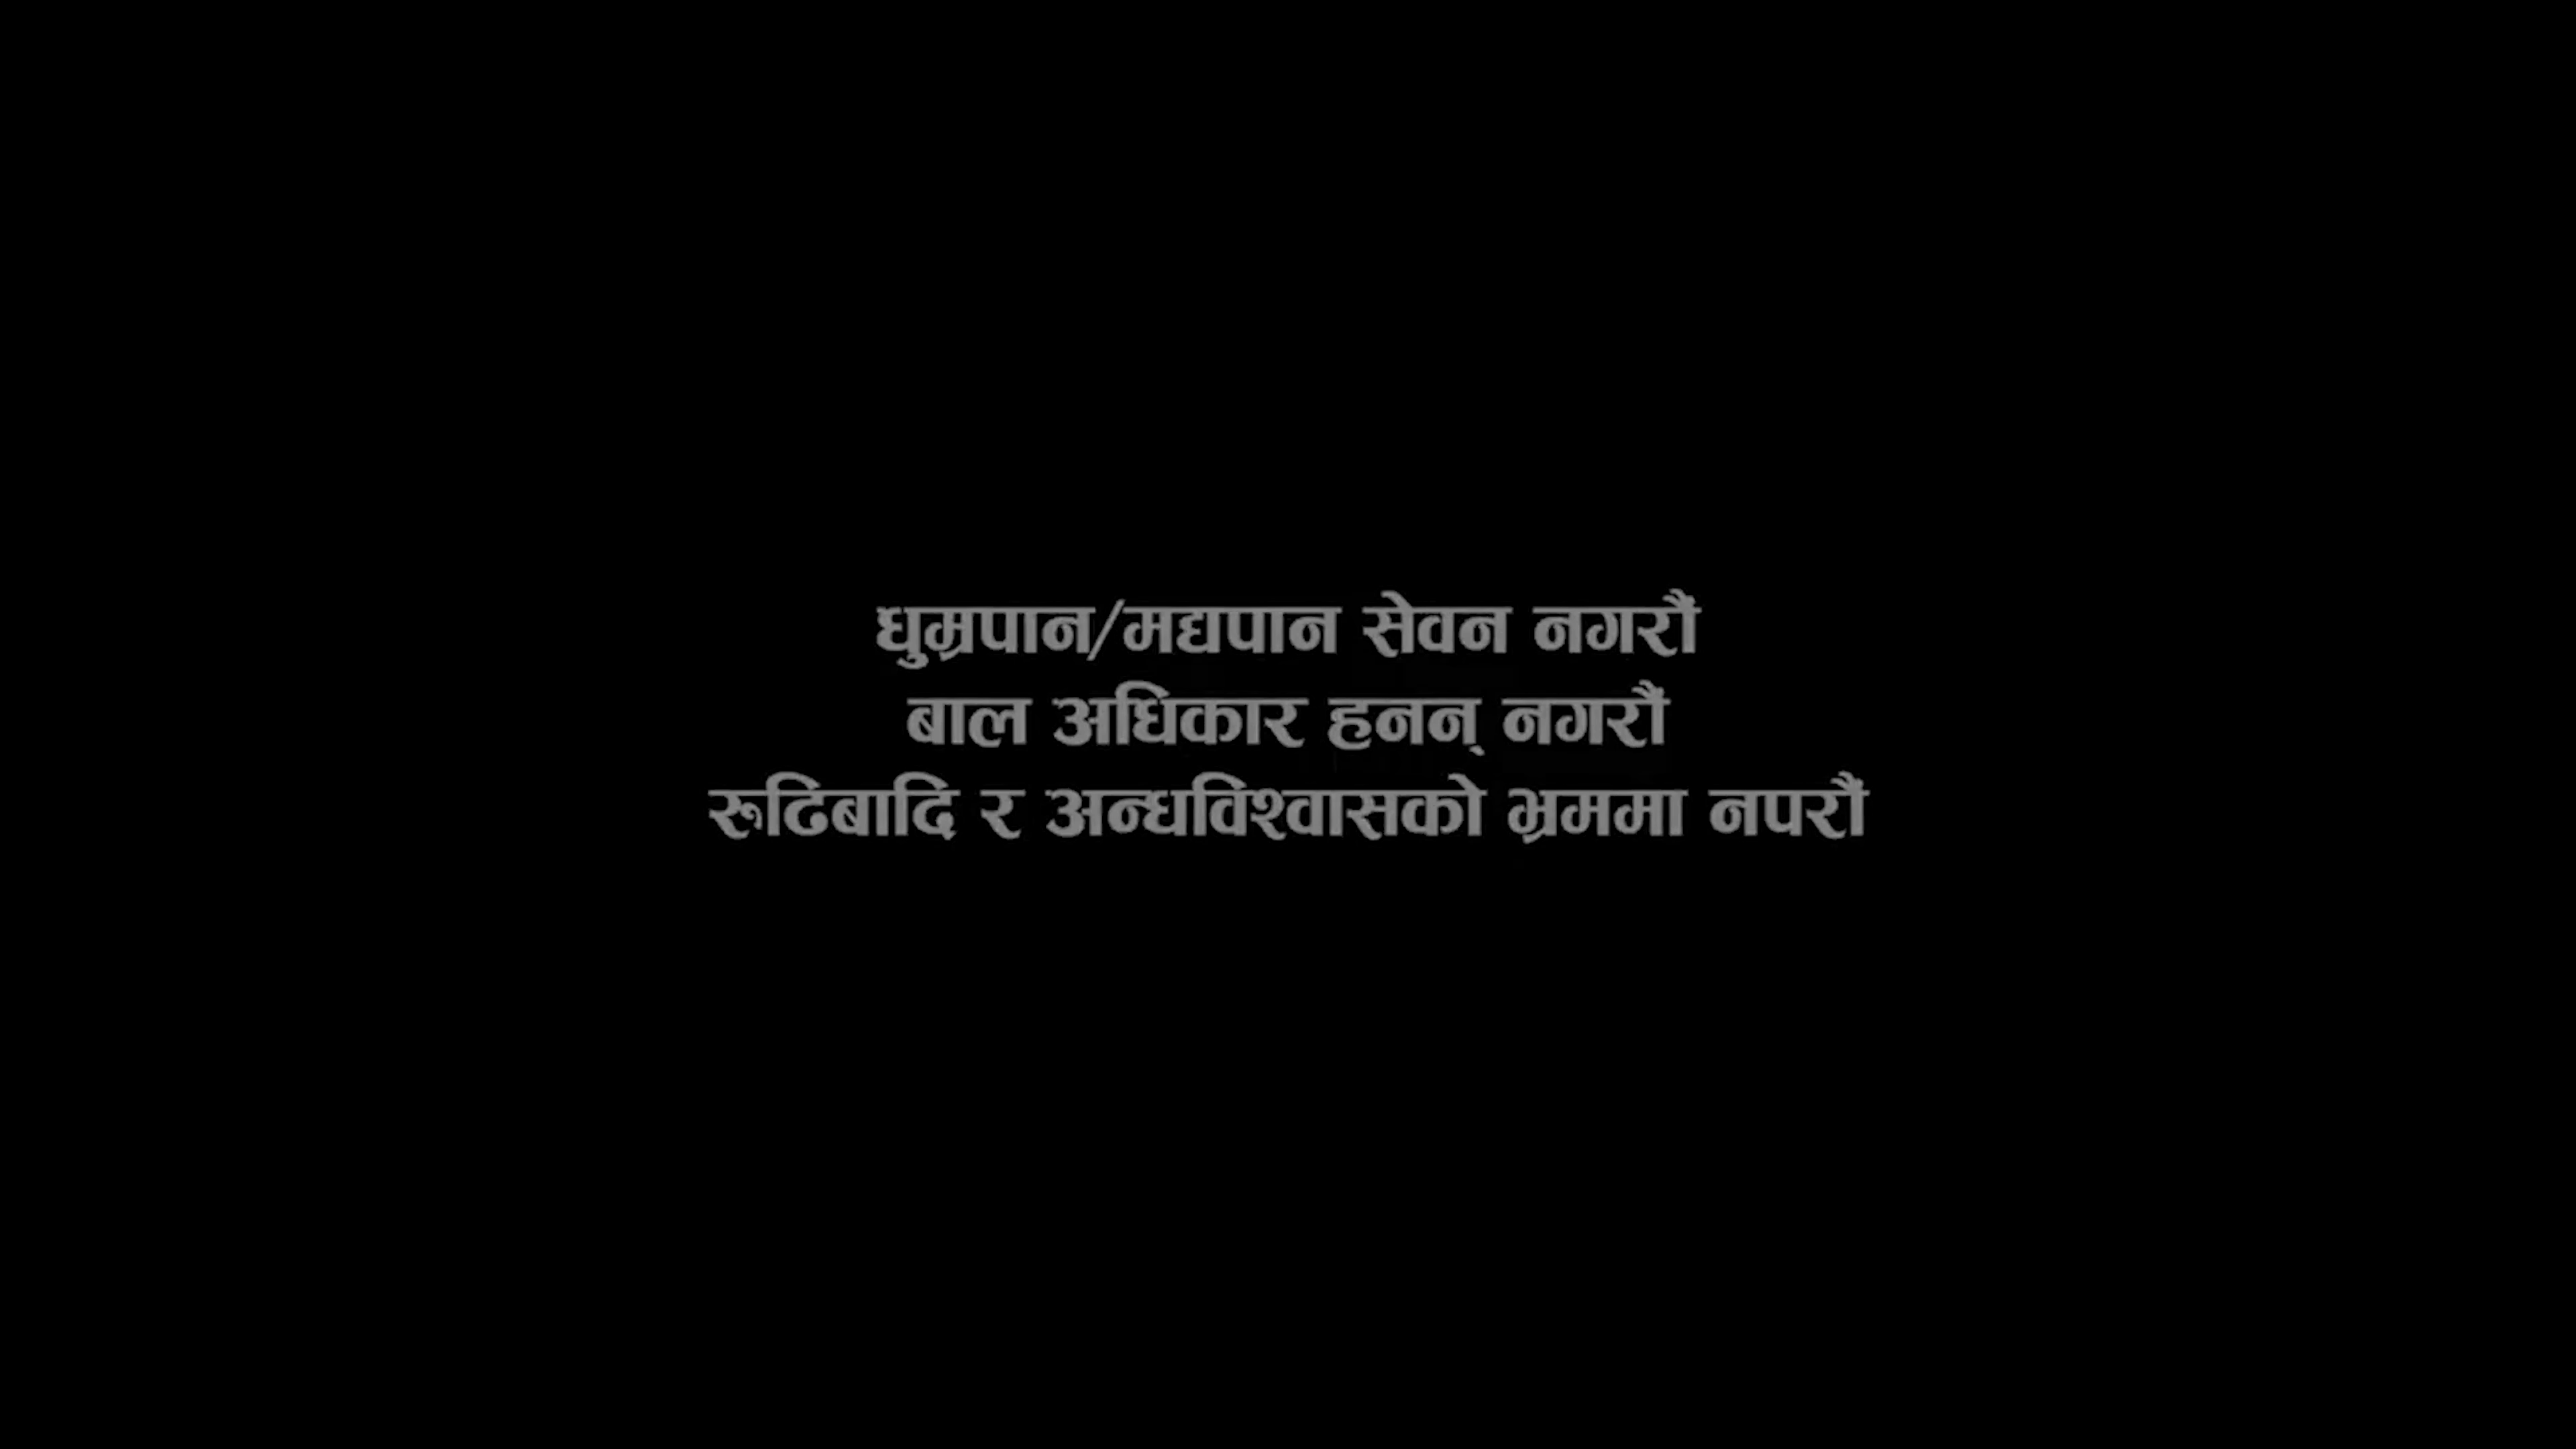 धुम्रपान/मद्यपान सेवन नगरौं
बाल अधिकार हनन् नगरौं
रूढिबादि र अन्धविश्वासको भ्रममा नपरौं